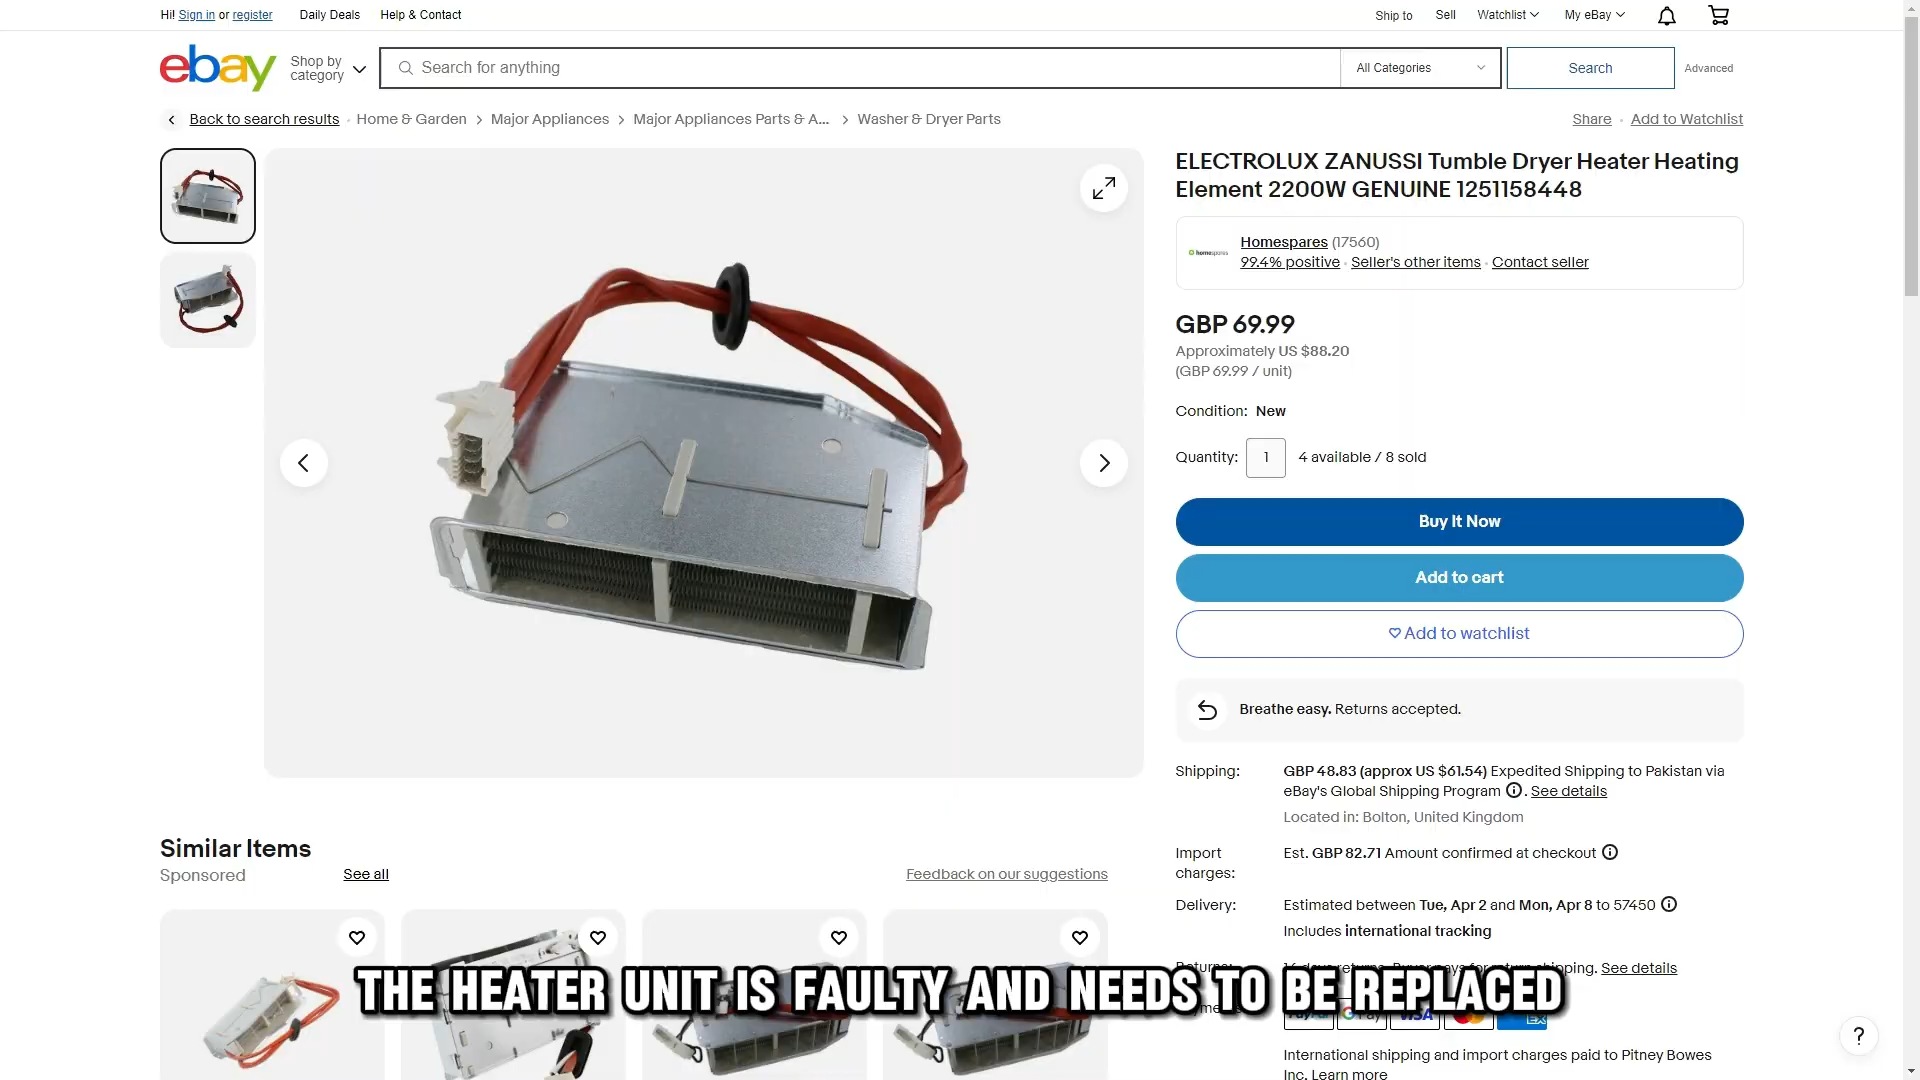 Hi! Sign in or register
Daily Deals
Help & Contact
Ship to
Sell
Watchlist
My eBay
ebay
Shop by
category
Search for anything
All Categories
Search
Advanced
Back to search results
Home & Garden
Major Appliances
Major Appliances Parts & A...
Washer & Dryer Parts
Share
Add to Watchlist
ELECTROLUX ZANUSSI Tumble Dryer Heater Heating
Element 2200W GENUINE 1251158448
homespares
Homespares (17560)
99.4% positive · Seller's other items · Contact seller
GBP 69.99
Approximately US $88.20
(GBP 69.99 / unit)
Condition: New
Quantity: 1 4 available / 8 sold
Buy It Now
Add to cart
Add to watchlist
Breathe easy. Returns accepted.
Shipping: GBP 48.83 (approx US $61.54) Expedited Shipping to Pakistan via
eBay's Global Shipping Program . See details
Located in: Bolton, United Kingdom
Import
charges:
Est. GBP 82.71 Amount confirmed at checkout
Delivery: Estimated between Tue, Apr 2 and Mon, Apr 8 to 57450
Includes international tracking
Returns: See details
VISA
International shipping and import charges paid to Pitney Bowes
Inc. Learn more
Similar Items
Sponsored
See all
Feedback on our suggestions
THE HEATER UNIT IS FAULTY AND NEEDS TO BE REPLACED
?